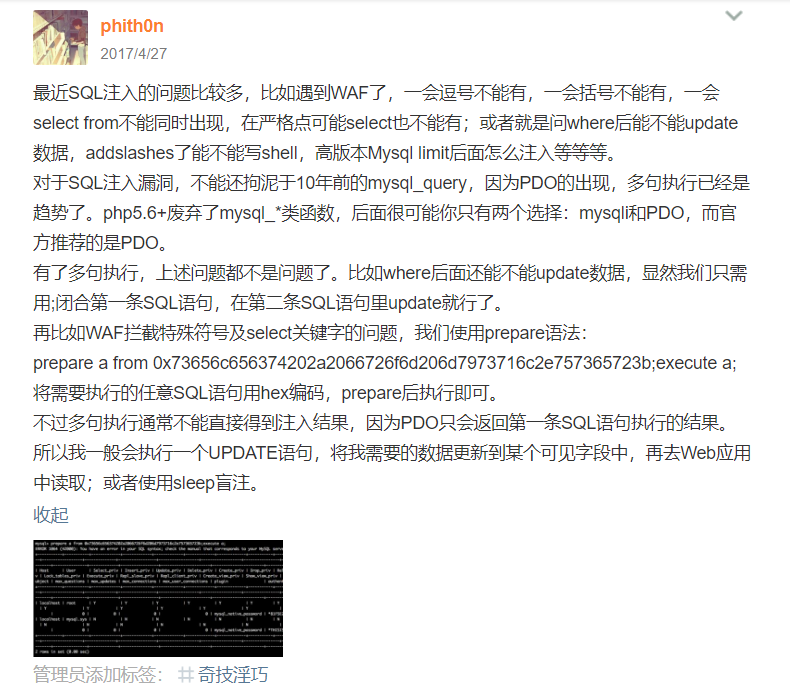 phith0n
2017/4/27
最近SQL注入的问题比较多，比如遇到WAF了，一会逗号不能有，一会括号不能有，一会
select from不能同时出现，在严格点可能select也不能有；或者就是问where后能不能update
数据，addslashes了能不能写shell，高版本Mysql limit后面怎么注入等等等。
对于SQL注入漏洞，不能还拘泥于10年前的mysql_query，因为PDO的出现，多句执行已经是
趋势了。php5.6+废弃了mysql_*类函数，后面很可能你只有两个选择：mysqli和PDO，而官
方推荐的是PDO。
有了多句执行，上述问题都不是问题了。比如where后面还能不能update数据，显然我们只需
用;闭合第一条SQL语句，在第二条SQL语句里update就行了。
再比如WAF拦截特殊符号及select关键字的问题，我们使用prepare语法：
prepare a from 0x73656c656374202a2066726f6d206d7973716c2e757365723b;execute a;
将需要执行的任意SQL语句用hex编码，prepare后执行即可。
不过多句执行通常不能直接得到注入结果，因为PDO只会返回第一条SQL语句执行的结果。
所以我一般会执行一个UPDATE语句，将我需要的数据更新到某个可见字段中，再去Web应用
中读取；或者使用sleep盲注。
收起
管理员添加标签： # 奇技淫巧